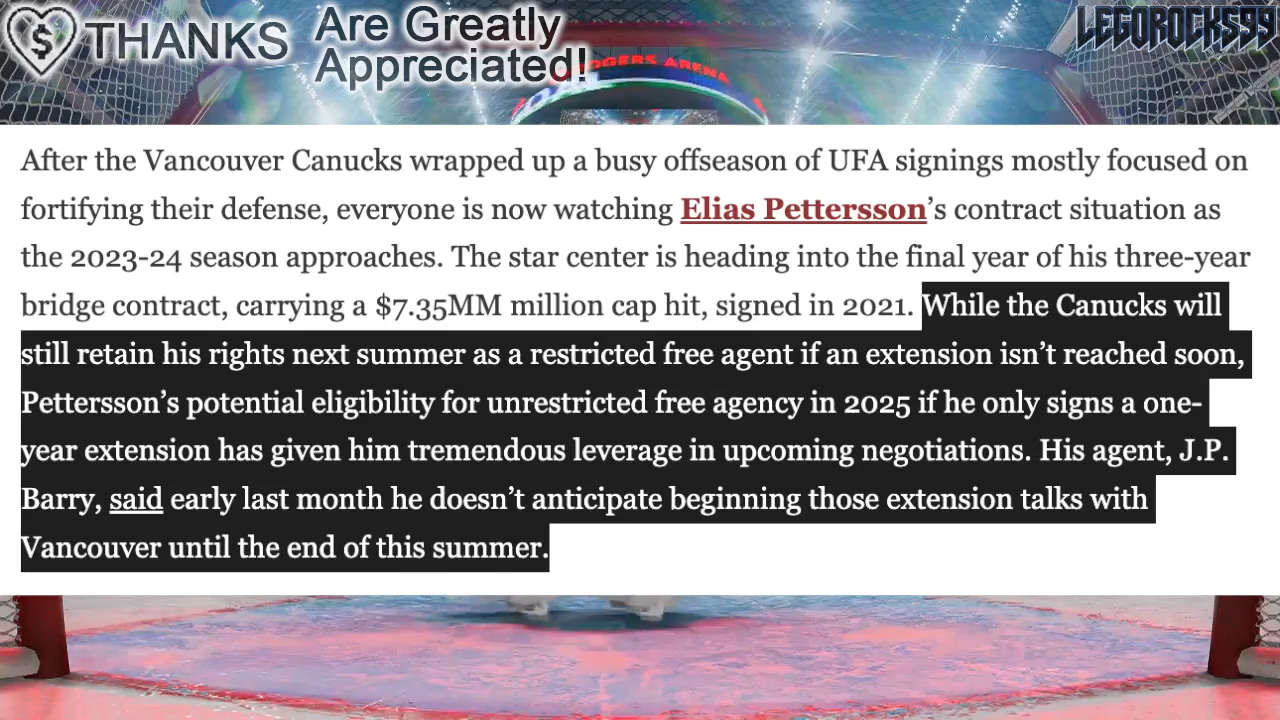 THANKS
Are Greatly
Appreciated!
LEGOROCKS99
ROGERS ARENA
After the Vancouver Canucks wrapped up a busy offseason of UFA signings mostly focused on
fortifying their defense, everyone is now watching Elias Pettersson’s contract situation as
the 2023-24 season approaches. The star center is heading into the final year of his three-year
bridge contract, carrying a $7.35MM million cap hit, signed in 2021. While the Canucks will
still retain his rights next summer as a restricted free agent if an extension isn’t reached soon,
Pettersson’s potential eligibility for unrestricted free agency in 2025 if he only signs a one-
year extension has given him tremendous leverage in upcoming negotiations. His agent, J.P.
Barry, said early last month he doesn’t anticipate beginning those extension talks with
Vancouver until the end of this summer.